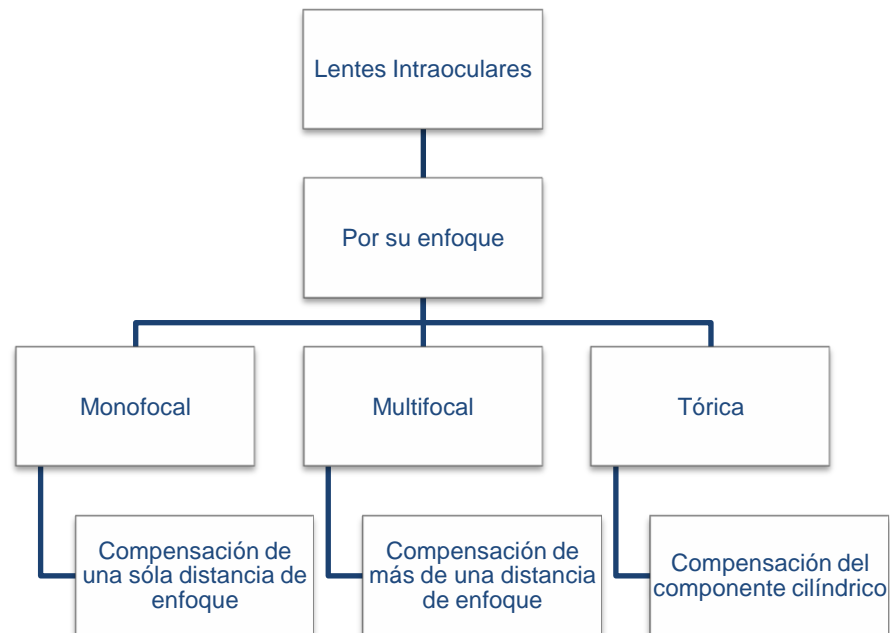 Lentes Intraoculares
Por su enfoque
Monofocal
Multifocal
Tórica
Compensación de
una sóla distancia de
enfoque
Compensación de
más de una distancia
de enfoque
Compensación del
componente cilíndrico